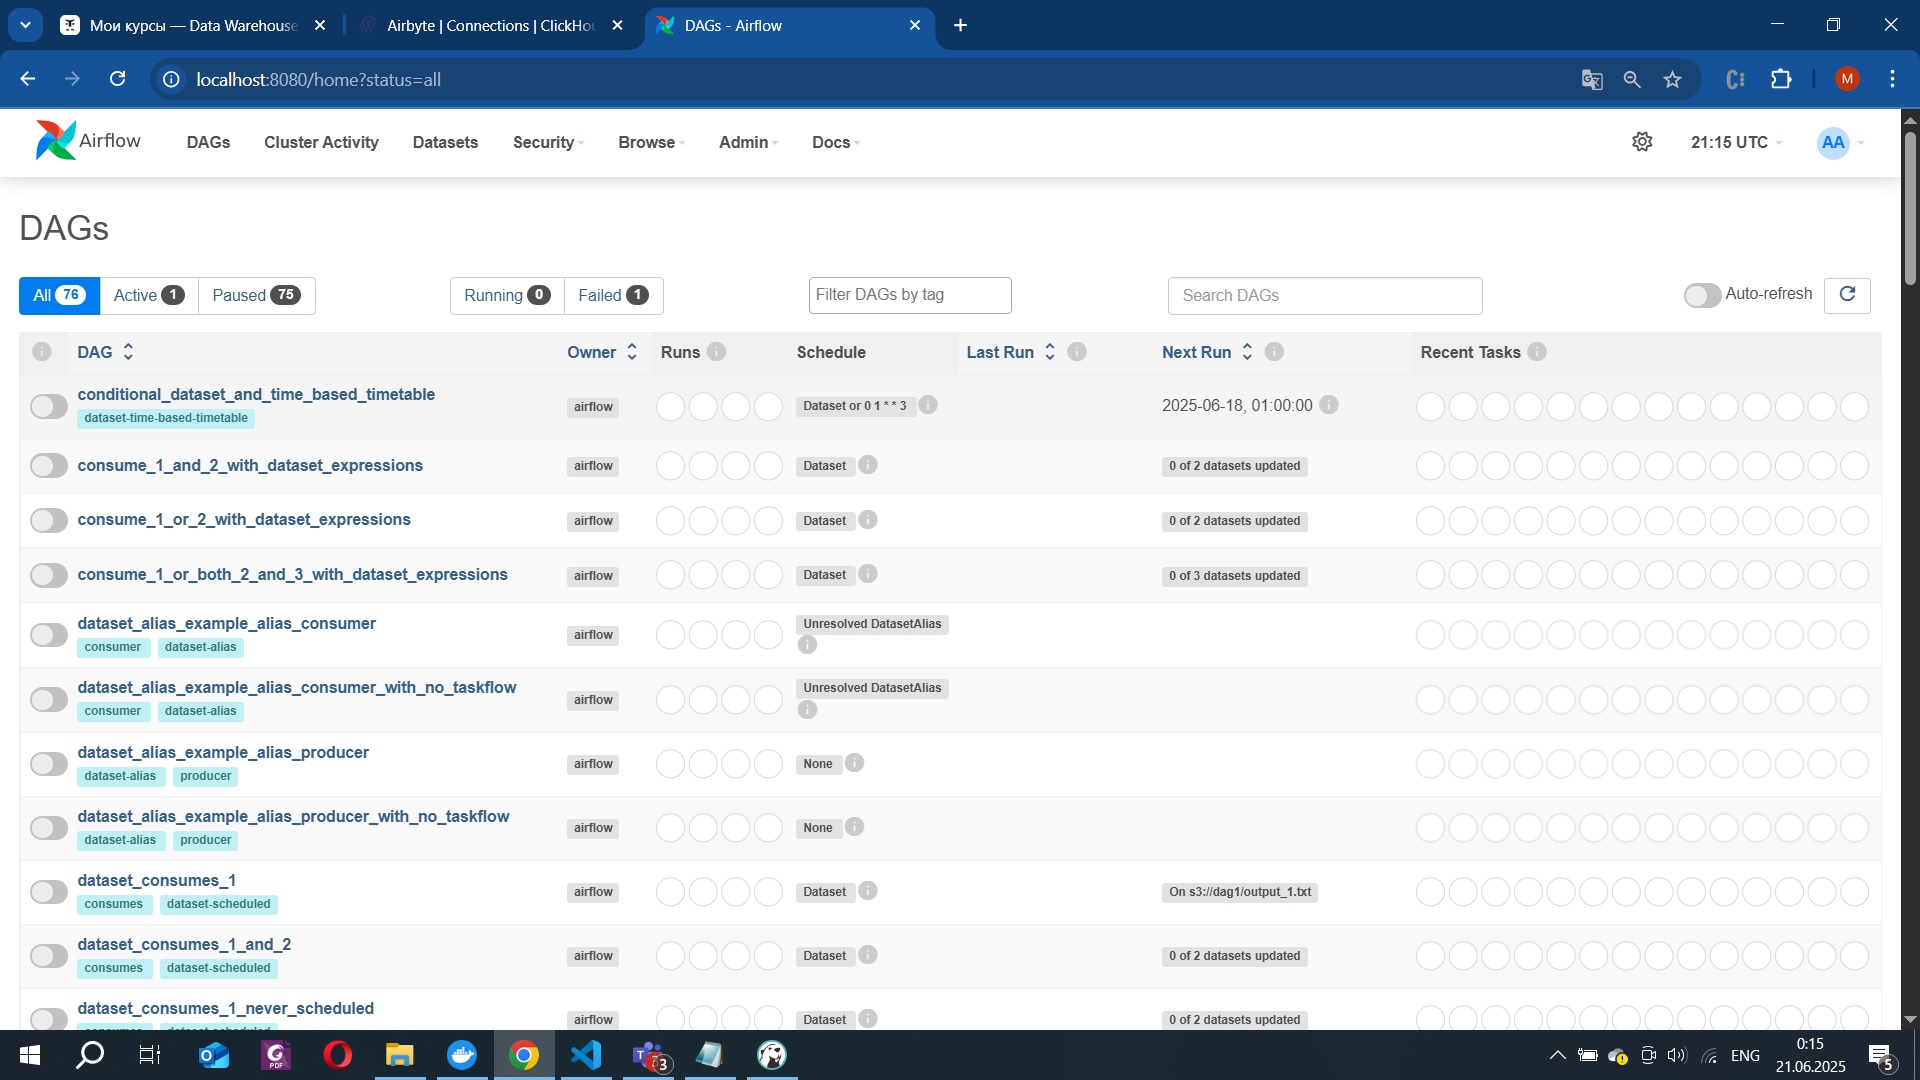 Мои курсы — Data Warehouse
Airbyte | Connections | ClickHou
DAGs - Airflow
localhost:8080/home?status=all
M
Airflow
DAGs
Cluster Activity
Datasets
Security
Browse
Admin
Docs
21:15 UTC
AA
DAGs
All 76
Active 1
Paused 75
Running 0
Failed 1
Filter DAGs by tag
Search DAGs
Auto-refresh
DAG Owner Runs Schedule Last Run Next Run Recent Tasks
conditional_dataset_and_time_based_timetable
dataset-time-based-timetable
airflow
Dataset or 0 1 * * 3
2025-06-18, 01:00:00
consume_1_and_2_with_dataset_expressions
airflow
Dataset
0 of 2 datasets updated
consume_1_or_2_with_dataset_expressions
airflow
Dataset
0 of 2 datasets updated
consume_1_or_both_2_and_3_with_dataset_expressions
airflow
Dataset
0 of 3 datasets updated
dataset_alias_example_alias_consumer
consumer dataset-alias
airflow
Unresolved DatasetAlias
dataset_alias_example_alias_consumer_with_no_taskflow
consumer dataset-alias
airflow
Unresolved DatasetAlias
dataset_alias_example_alias_producer
dataset-alias producer
airflow
None
dataset_alias_example_alias_producer_with_no_taskflow
dataset-alias producer
airflow
None
dataset_consumes_1
consumes dataset-scheduled
airflow
Dataset
On s3://dag1/output_1.txt
dataset_consumes_1_and_2
consumes dataset-scheduled
airflow
Dataset
0 of 2 datasets updated
dataset_consumes_1_never_scheduled
consumes dataset-scheduled
airflow
Dataset
0 of 2 datasets updated
PDF
3
ENG
0:15
21.06.2025
5